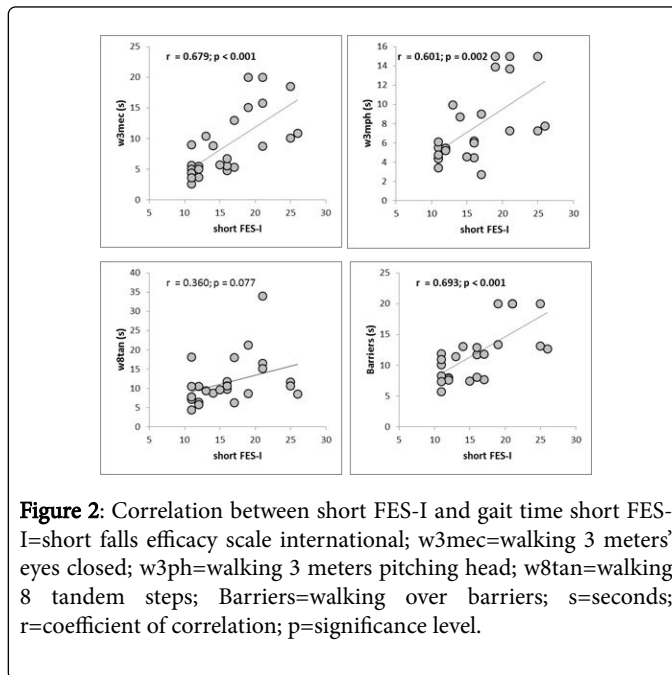 r = 0.679; p < 0.001
w3mec (s)
25
20
15
10
5
0
5 10 15 20 25 30
short FES-I
r = 0.601; p = 0.002
w3mph (s)
16
14
12
10
8
6
4
2
0
5 10 15 20 25 30
short FES-I
r = 0.360; p = 0.077
w8tan (s)
40
35
30
25
20
15
10
5
0
5 10 15 20 25 30
short FES-I
r = 0.693; p < 0.001
Barriers (s)
25
20
15
10
5
0
5 10 15 20 25 30
short FES-I
Figure 2: Correlation between short FES-I and gait time short FES-
I=short falls efficacy scale international; w3mec=walking 3 meters’
eyes closed; w3ph=walking 3 meters pitching head; w8tan=walking
8 tandem steps; Barriers=walking over barriers; s=seconds;
r=coefficient of correlation; p=significance level.